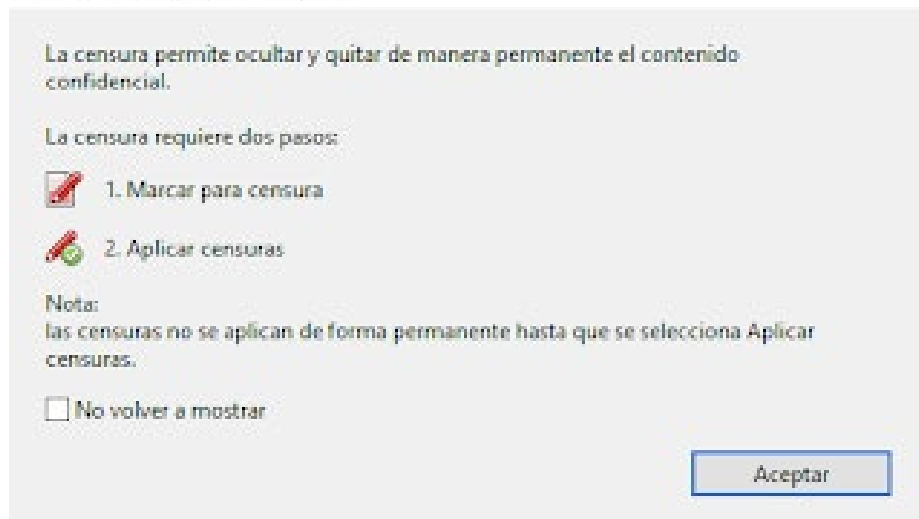 La censura permite ocultar y quitar de manera permanente el contenido
confidencial.
La censura requiere dos pasos:
1. Marcar para censura
2. Aplicar censuras
Nota:
las censuras no se aplican de forma permanente hasta que se selecciona Aplicar
censuras.
No volver a mostrar
Aceptar